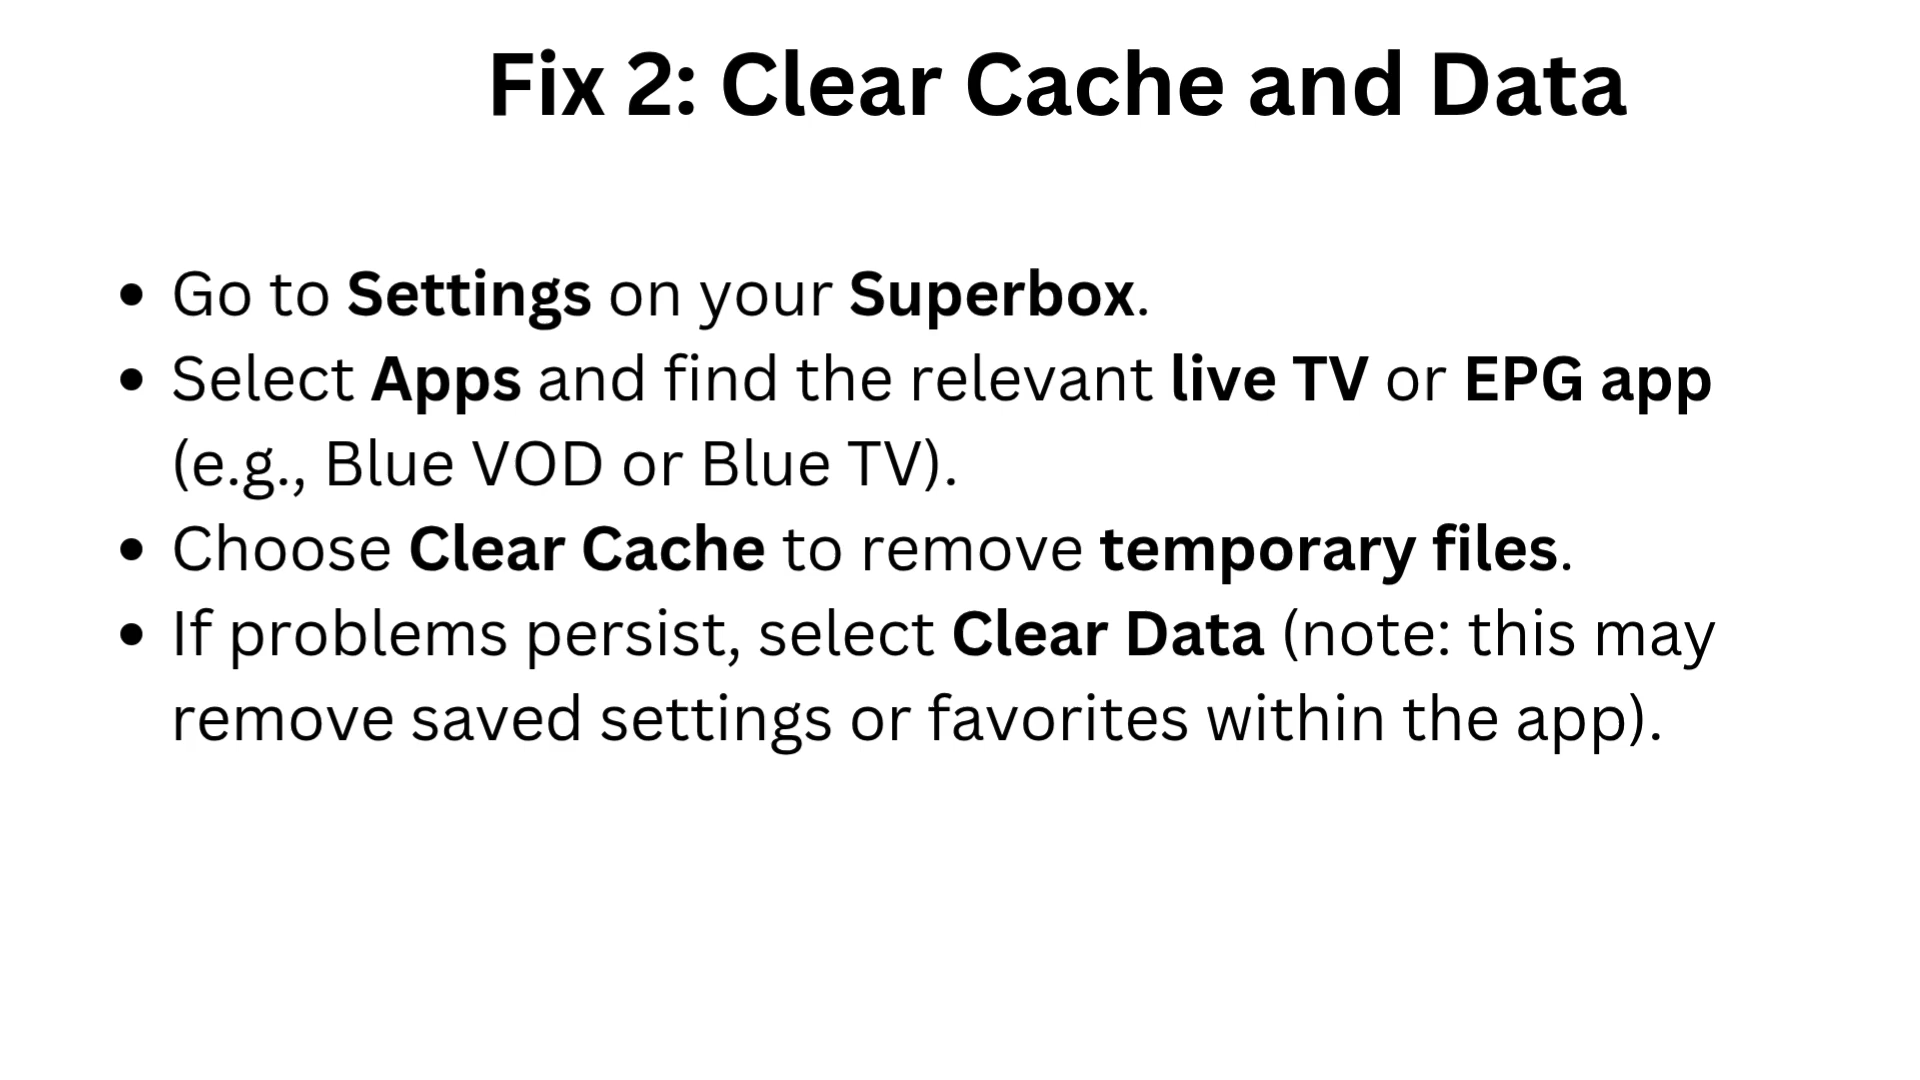 Fix 2: Clear Cache and Data
• Go to Settings on your Superbox.
• Select Apps and find the relevant live TV or EPG app
(e.g., Blue VOD or Blue TV).
• Choose Clear Cache to remove temporary files.
• If problems persist, select Clear Data (note: this may
remove saved settings or favorites within the app).